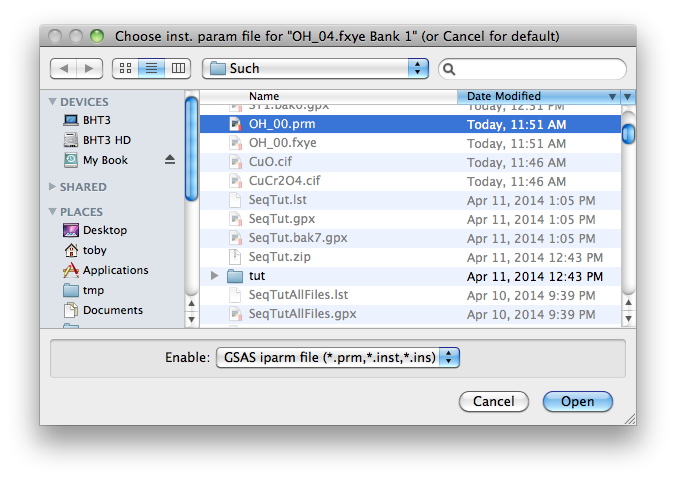 Choose inst. param file for "OH_04.fxye Bank 1" (or Cancel for default)
Such
Name Date Modified
DEVICES
BHT3
BHT3 HD
My Book
SHARED
PLACES
Desktop
toby
Applications
tmp
Documents
ST1.bak0.gpx Today, 12:51 PM
OH_00.prm Today, 11:51 AM
OH_00.fxye Today, 11:51 AM
CuO.cif Today, 11:46 AM
CuCr2O4.cif Today, 11:46 AM
SeqTut.lst Apr 11, 2014 1:05 PM
SeqTut.gpx Apr 11, 2014 1:05 PM
SeqTut.bak7.gpx Apr 11, 2014 1:05 PM
SeqTut.zip Apr 11, 2014 12:43 PM
tut Apr 11, 2014 12:43 PM
SeqTutAllFiles.lst Apr 10, 2014 9:39 PM
SeqTutAllFiles.gpx Apr 10, 2014 9:39 PM
Enable: GSAS iparm file (*.prm,*.inst,*.ins)
Cancel Open